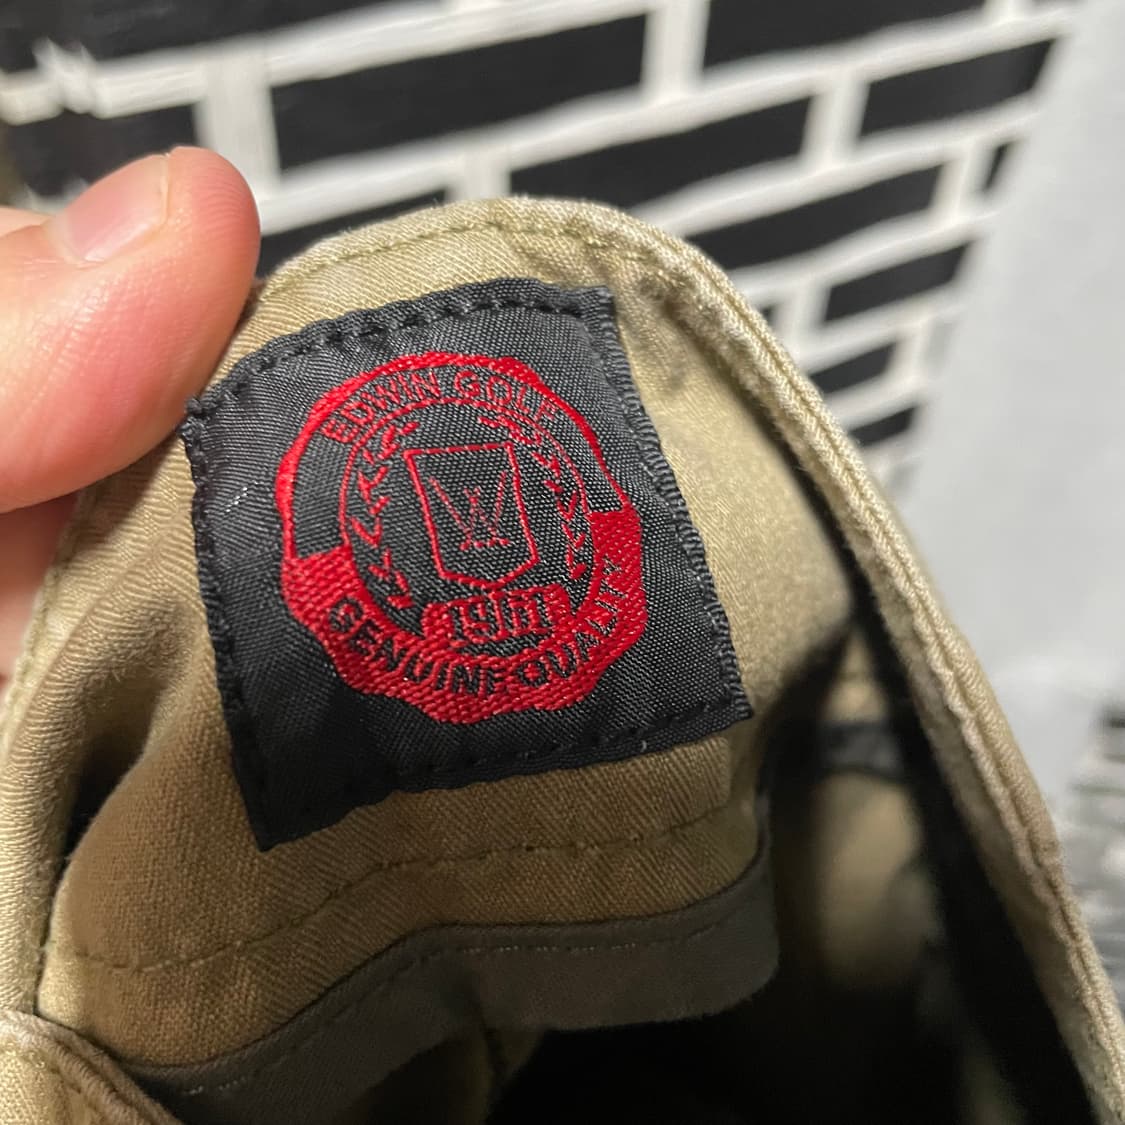 EDWIN GOLF
W
1961
GENUINE QUALITY